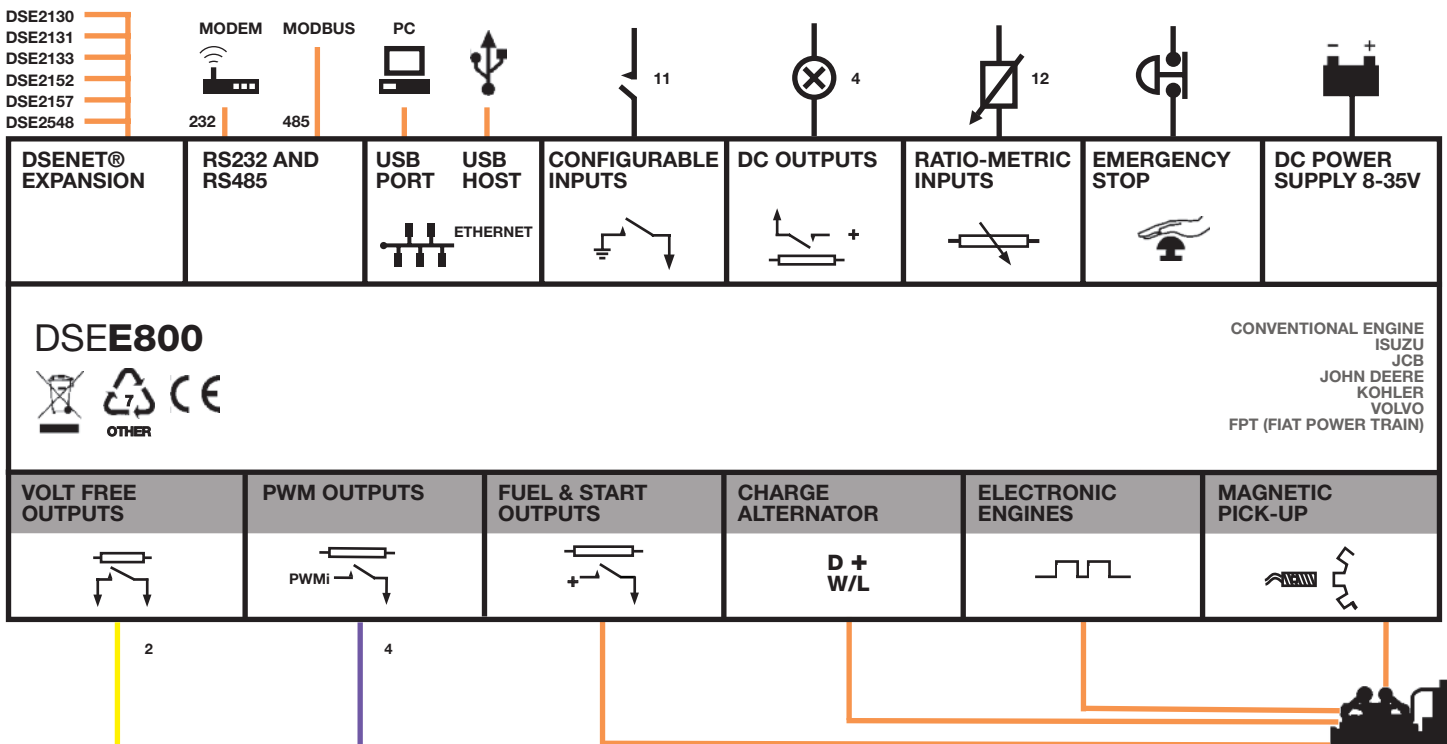 DSE2130
DSE2131
DSE2133
DSE2152
DSE2157
DSE2548
MODEM
MODBUS
PC
232
485
11
4
12
- +
DSENET®
EXPANSION
RS232 AND
RS485
USB
PORT
USB
HOST
ETHERNET
CONFIGURABLE
INPUTS
DC OUTPUTS
+
RATIO-METRIC
INPUTS
EMERGENCY
STOP
DC POWER
SUPPLY 8-35V
DSEE800
7
OTHER
CE
CONVENTIONAL ENGINE
ISUZU
JCB
JOHN DEERE
KOHLER
VOLVO
FPT (FIAT POWER TRAIN)
VOLT FREE
OUTPUTS
PWM OUTPUTS
PWMi
FUEL & START
OUTPUTS
+
CHARGE
ALTERNATOR
D +
W/L
ELECTRONIC
ENGINES
MAGNETIC
PICK-UP
2
4